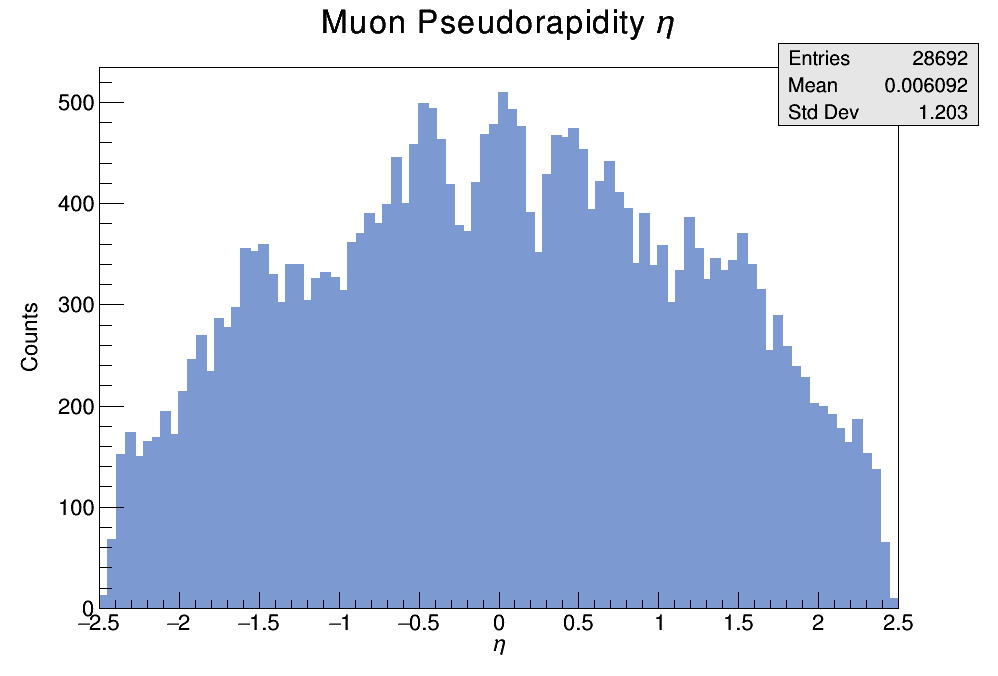 Muon Pseudorapidity η
Entries 28692
Mean 0.006092
Std Dev 1.203
500
400
300
200
100
0
Counts
−2.5 −2 −1.5 −1 −0.5 0 0.5 1 1.5 2 2.5
η